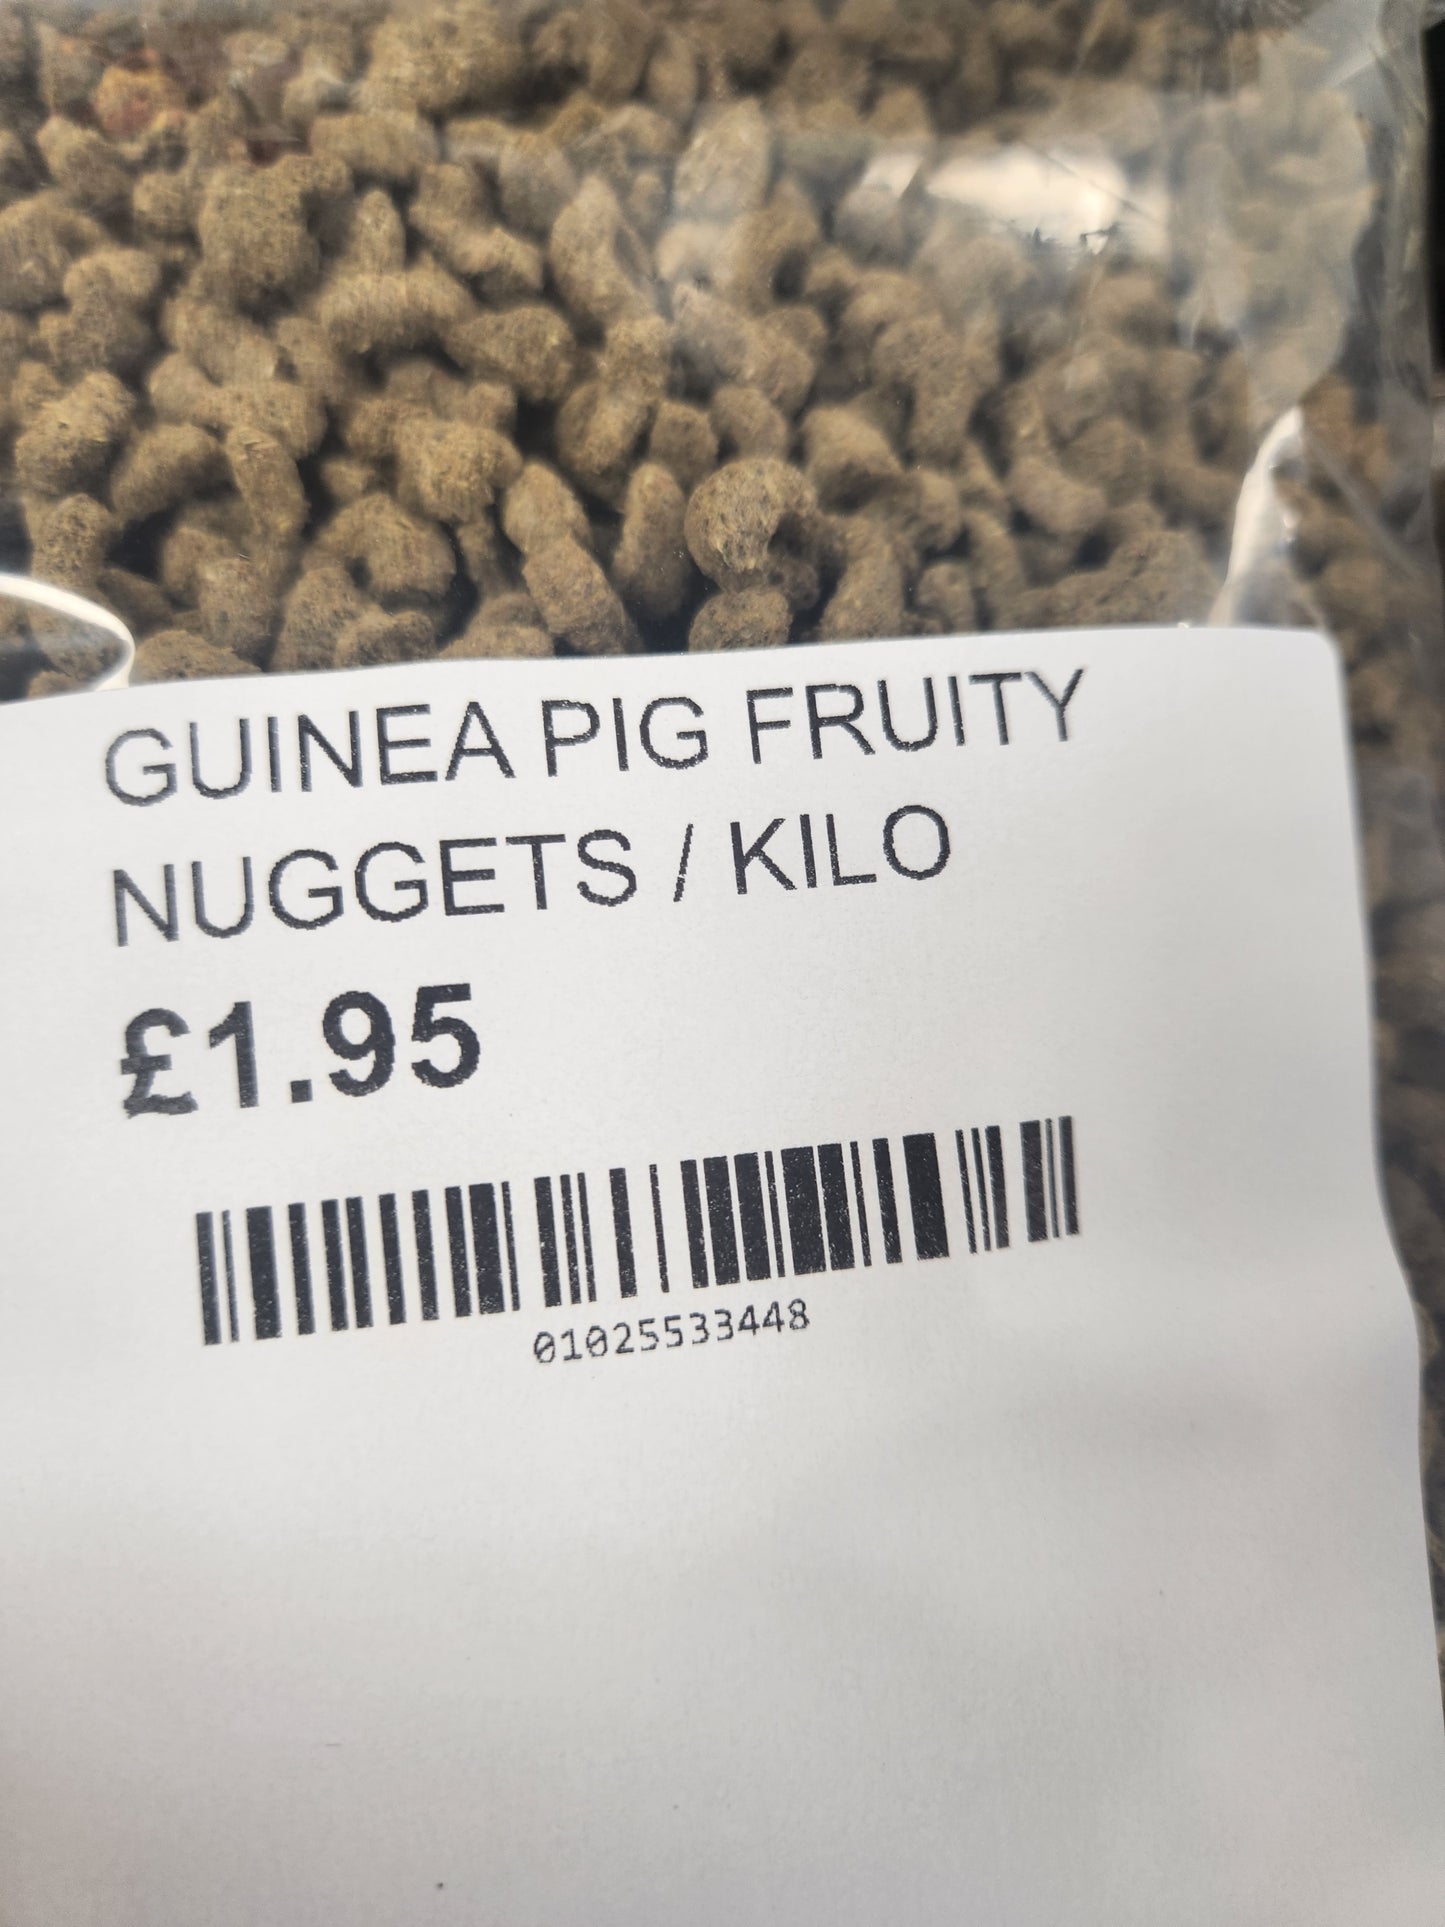 GUINEA PIG FRUITY
NUGGETS / KILO
£1.95
01025533448